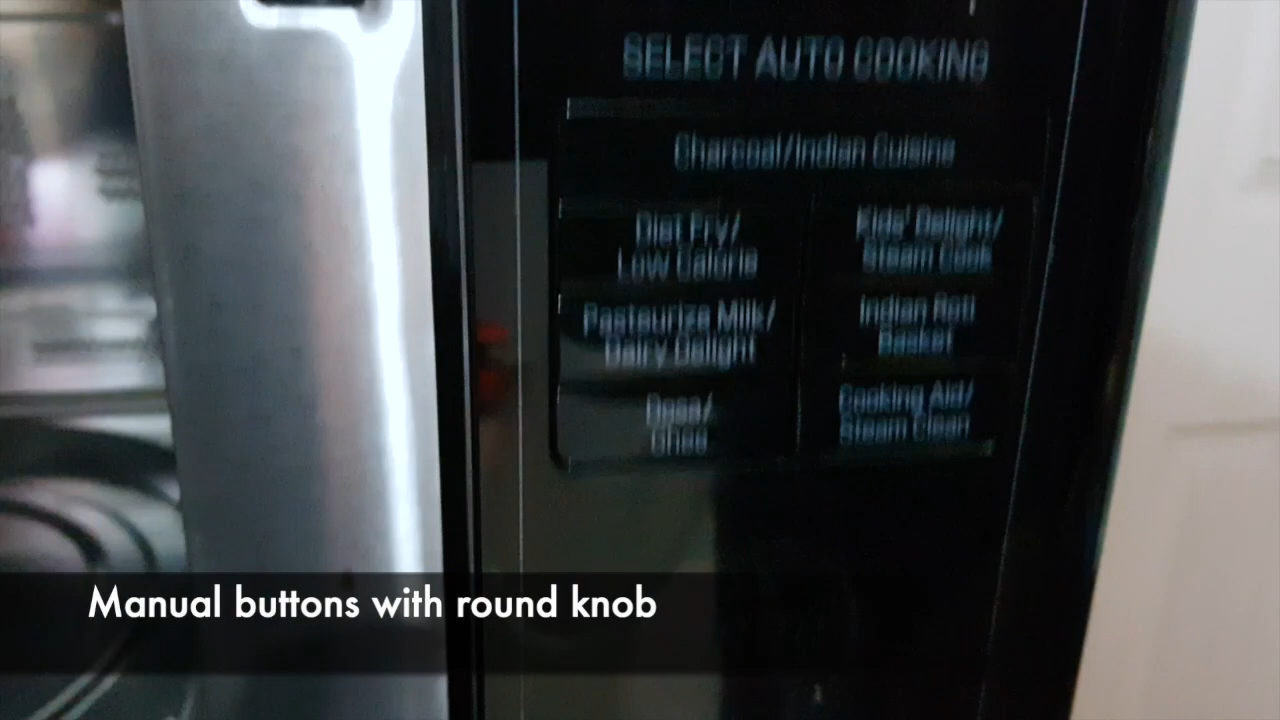 SELECT AUTO COOKING
Charcoal/Indian Cuisine
Diet Fry/
Low Calorie
Kids' Delight/
Steam Cook
Pasteurize Milk/
Dairy Delight
Indian Roti
Basket
Dosa/
Ghee
Cooking Aid/
Steam Clean
Manual buttons with round knob